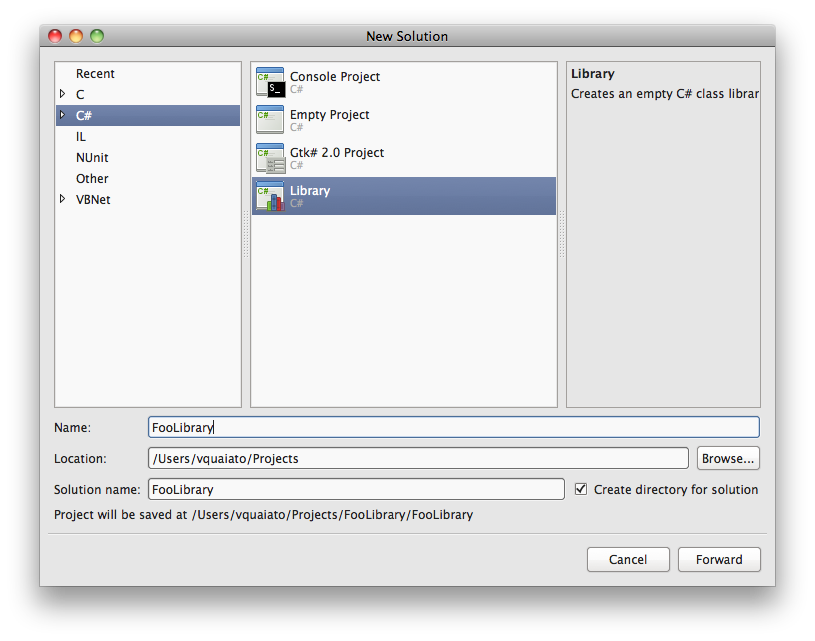 New Solution
Recent
C
C#
IL
NUnit
Other
VBNet
C#
Console Project
S_
C#
C#
Empty Project
C#
C#
Gtk# 2.0 Project
C#
C#
Library
C#
Library
Creates an empty C# class librar
Name: FooLibrary
Location: /Users/vquaiato/Projects Browse...
Solution name: FooLibrary Create directory for solution
Project will be saved at /Users/vquaiato/Projects/FooLibrary/FooLibrary
Cancel Forward